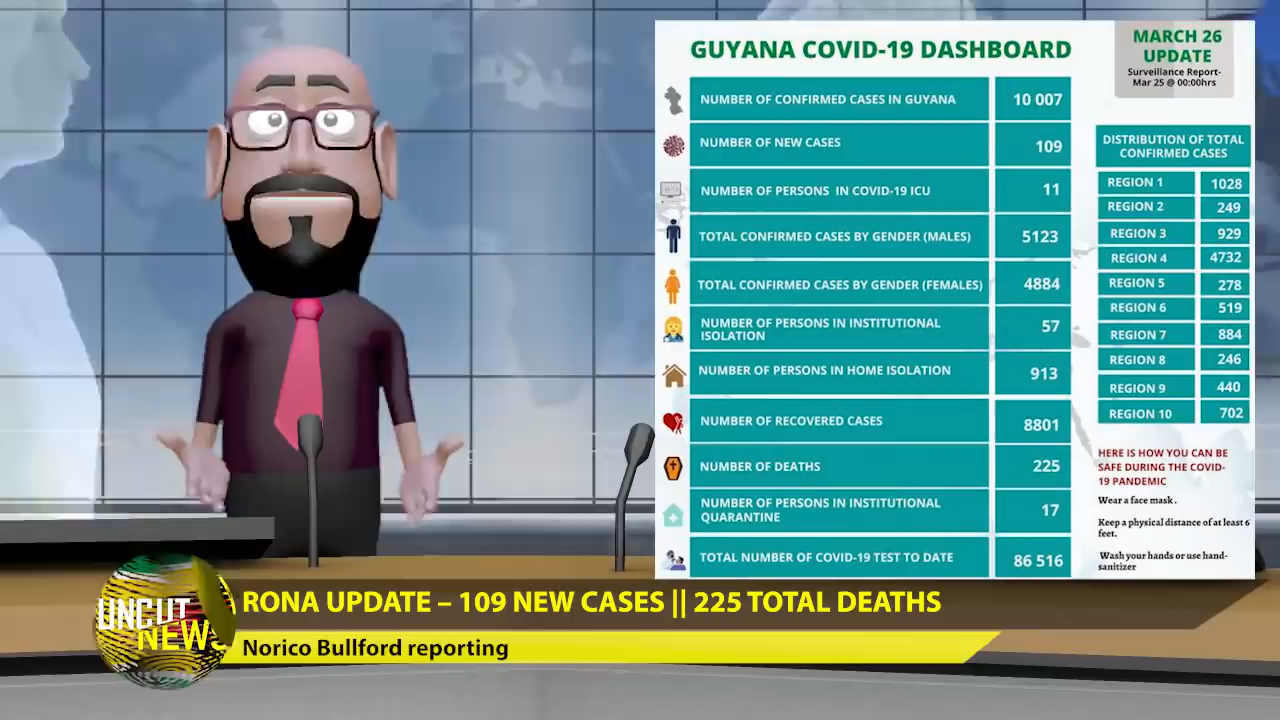 GUYANA COVID-19 DASHBOARD
MARCH 26
UPDATE
Surveillance Report-
Mar 25 @ 00:00hrs
NUMBER OF CONFIRMED CASES IN GUYANA 10 007
NUMBER OF NEW CASES 109
NUMBER OF PERSONS IN COVID-19 ICU 11
TOTAL CONFIRMED CASES BY GENDER (MALES) 5123
TOTAL CONFIRMED CASES BY GENDER (FEMALES) 4884
NUMBER OF PERSONS IN INSTITUTIONAL
ISOLATION 57
NUMBER OF PERSONS IN HOME ISOLATION 913
NUMBER OF RECOVERED CASES 8801
NUMBER OF DEATHS 225
NUMBER OF PERSONS IN INSTITUTIONAL
QUARANTINE 17
TOTAL NUMBER OF COVID-19 TEST TO DATE 86 516
DISTRIBUTION OF TOTAL
CONFIRMED CASES
REGION 1 1028
REGION 2 249
REGION 3 929
REGION 4 4732
REGION 5 278
REGION 6 519
REGION 7 884
REGION 8 246
REGION 9 440
REGION 10 702
HERE IS HOW YOU CAN BE
SAFE DURING THE COVID-
19 PANDEMIC
Wear a face mask .
Keep a physical distance of at least 6
feet.
Wash your hands or use hand-
sanitizer
RONA UPDATE – 109 NEW CASES || 225 TOTAL DEATHS
Norico Bullford reporting
UNCUT
NEWS